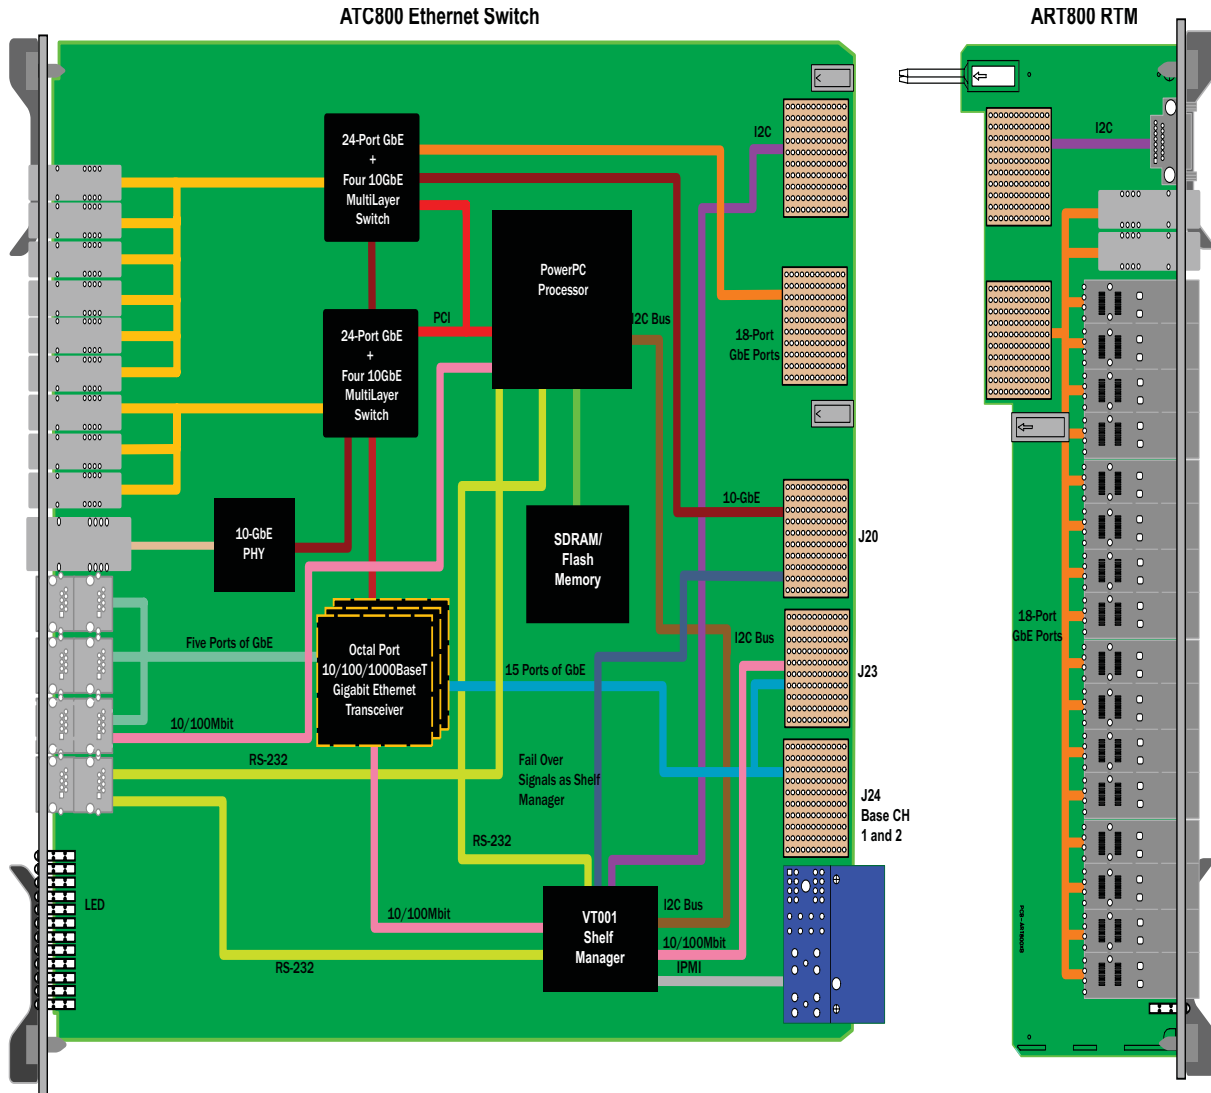 ATC800 Ethernet Switch
ART800 RTM
24-Port GbE
+
Four 10GbE
MultiLayer
Switch
I2C
I2C
PowerPC
Processor
PCI
I2C Bus
18-Port
GbE Ports
24-Port GbE
+
Four 10GbE
MultiLayer
Switch
10-GbE
J20
10-GbE
PHY
SDRAM/
Flash
Memory
Five Ports of GbE
Octal Port
10/100/1000BaseT
Gigabit Ethernet
Transceiver
15 Ports of GbE
I2C Bus
J23
18-Port
GbE Ports
10/100Mbit
RS-232
Fail Over
Signals as Shelf
Manager
J24
Base CH
1 and 2
RS-232
LED
10/100Mbit
VT001
Shelf
Manager
I2C Bus
10/100Mbit
IPMI
RS-232